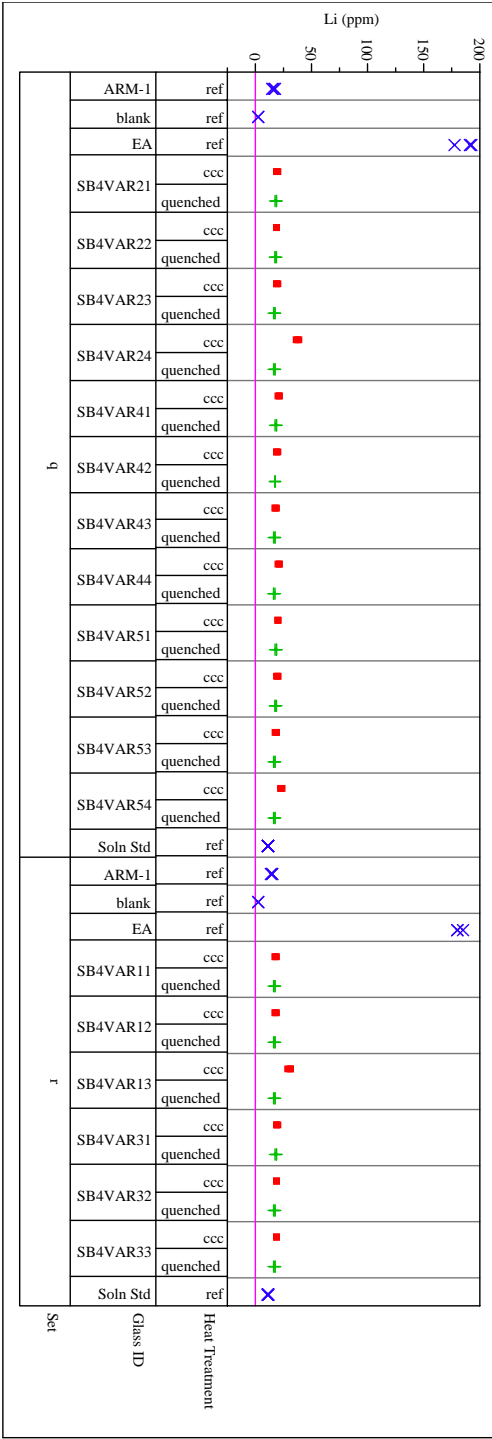 Li (ppm)
0 50 100 150 200
ARM-1 ref
blank ref
EA ref
SB4VAR21 ccc
quenched
SB4VAR22 ccc
quenched
SB4VAR23 ccc
quenched
SB4VAR24 ccc
quenched
SB4VAR41 ccc
quenched
SB4VAR42 ccc
quenched
q
SB4VAR43 ccc
quenched
SB4VAR44 ccc
quenched
SB4VAR51 ccc
quenched
SB4VAR52 ccc
quenched
SB4VAR53 ccc
quenched
SB4VAR54 ccc
quenched
Soln Std ref
ARM-1 ref
blank ref
EA ref
SB4VAR11 ccc
quenched
SB4VAR12 ccc
quenched
r
SB4VAR13 ccc
quenched
SB4VAR31 ccc
quenched
SB4VAR32 ccc
quenched
SB4VAR33 ccc
quenched
Soln Std ref
Set
Glass ID
Heat Treatment